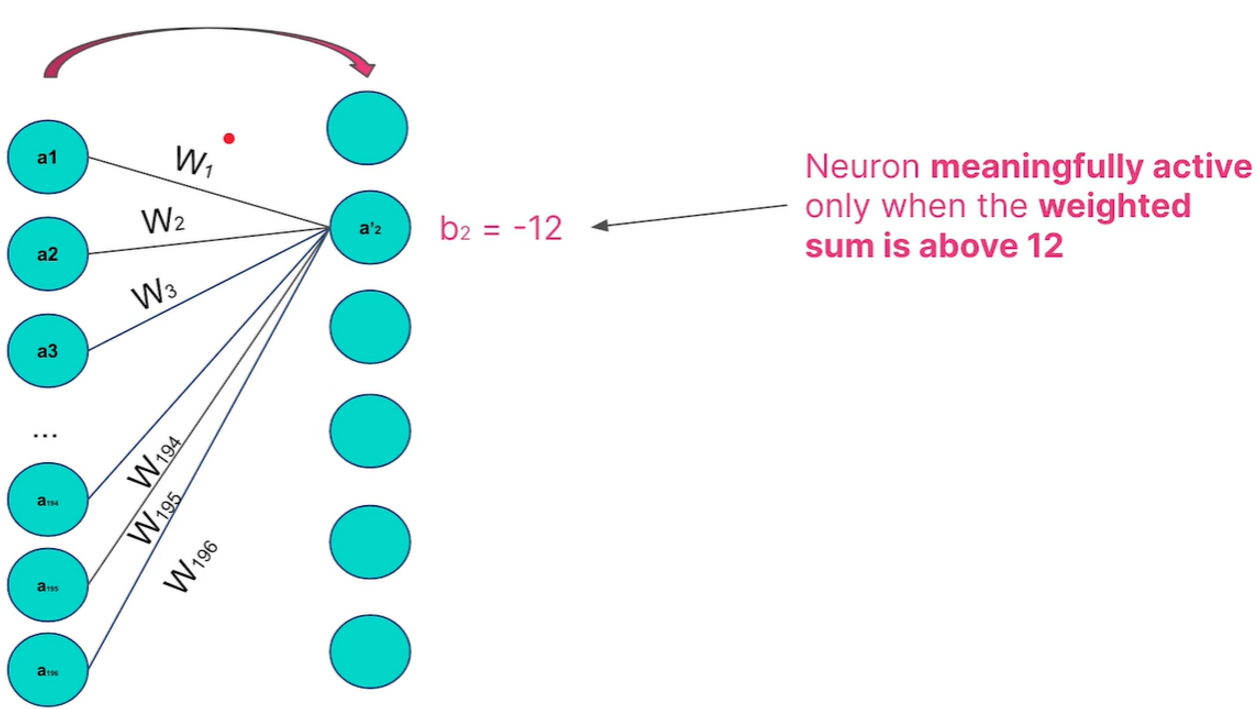 a1
W1
a2
W2
a3
W3
...
a194
W194
a195
W195
a196
W196
a'2
b2 = -12
Neuron meaningfully active
only when the weighted
sum is above 12